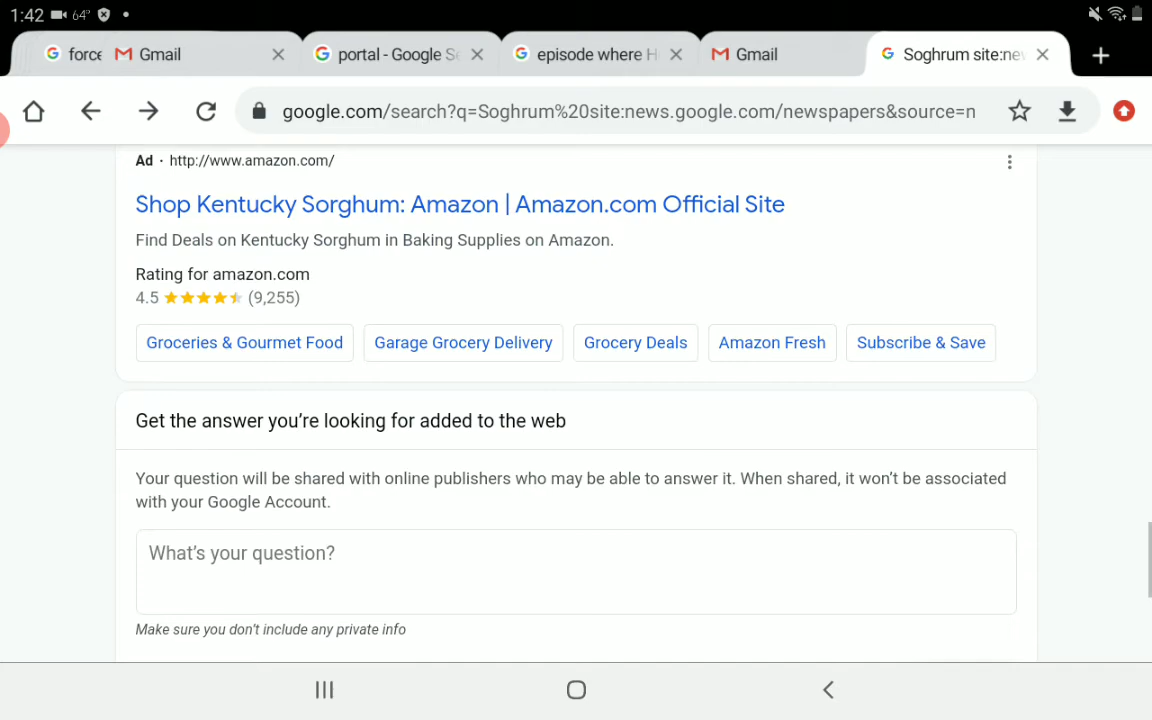 1:42 64°
force Gmail portal - Google Se episode where H Gmail Soghrum site:nev
google.com/search?q=Soghrum%20site:news.google.com/newspapers&source=n
Ad · http://www.amazon.com/
Shop Kentucky Sorghum: Amazon | Amazon.com Official Site
Find Deals on Kentucky Sorghum in Baking Supplies on Amazon.
Rating for amazon.com
4.5 (9,255)
Groceries & Gourmet Food Garage Grocery Delivery Grocery Deals Amazon Fresh Subscribe & Save
Get the answer you're looking for added to the web
Your question will be shared with online publishers who may be able to answer it. When shared, it won't be associated
with your Google Account.
What's your question?
Make sure you don't include any private info